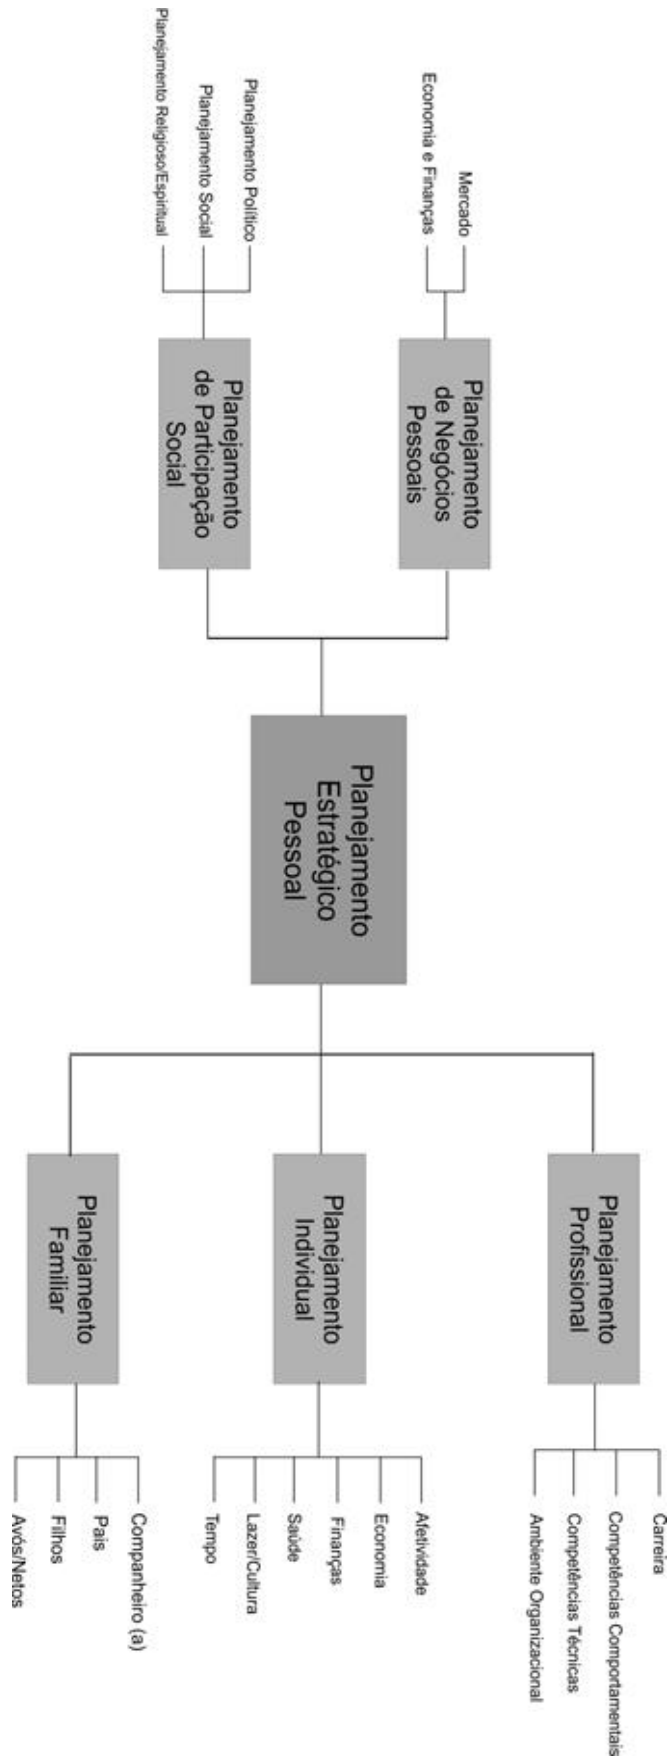 Mercado
Economia e Finanças
Planejamento Político
Planejamento Social
Planejamento Religioso/Espiritual
Planejamento
de Negócios
Pessoais
Planejamento
de Participação
Social
Planejamento
Estratégico
Pessoal
Planejamento
Profissional
Planejamento
Individual
Planejamento
Familiar
Carreira
Competências Comportamentais
Competências Técnicas
Ambiente Organizacional
Afetividade
Economia
Finanças
Saúde
Lazer/Cultura
Tempo
Companheiro (a)
Pais
Filhos
Avós/Netos